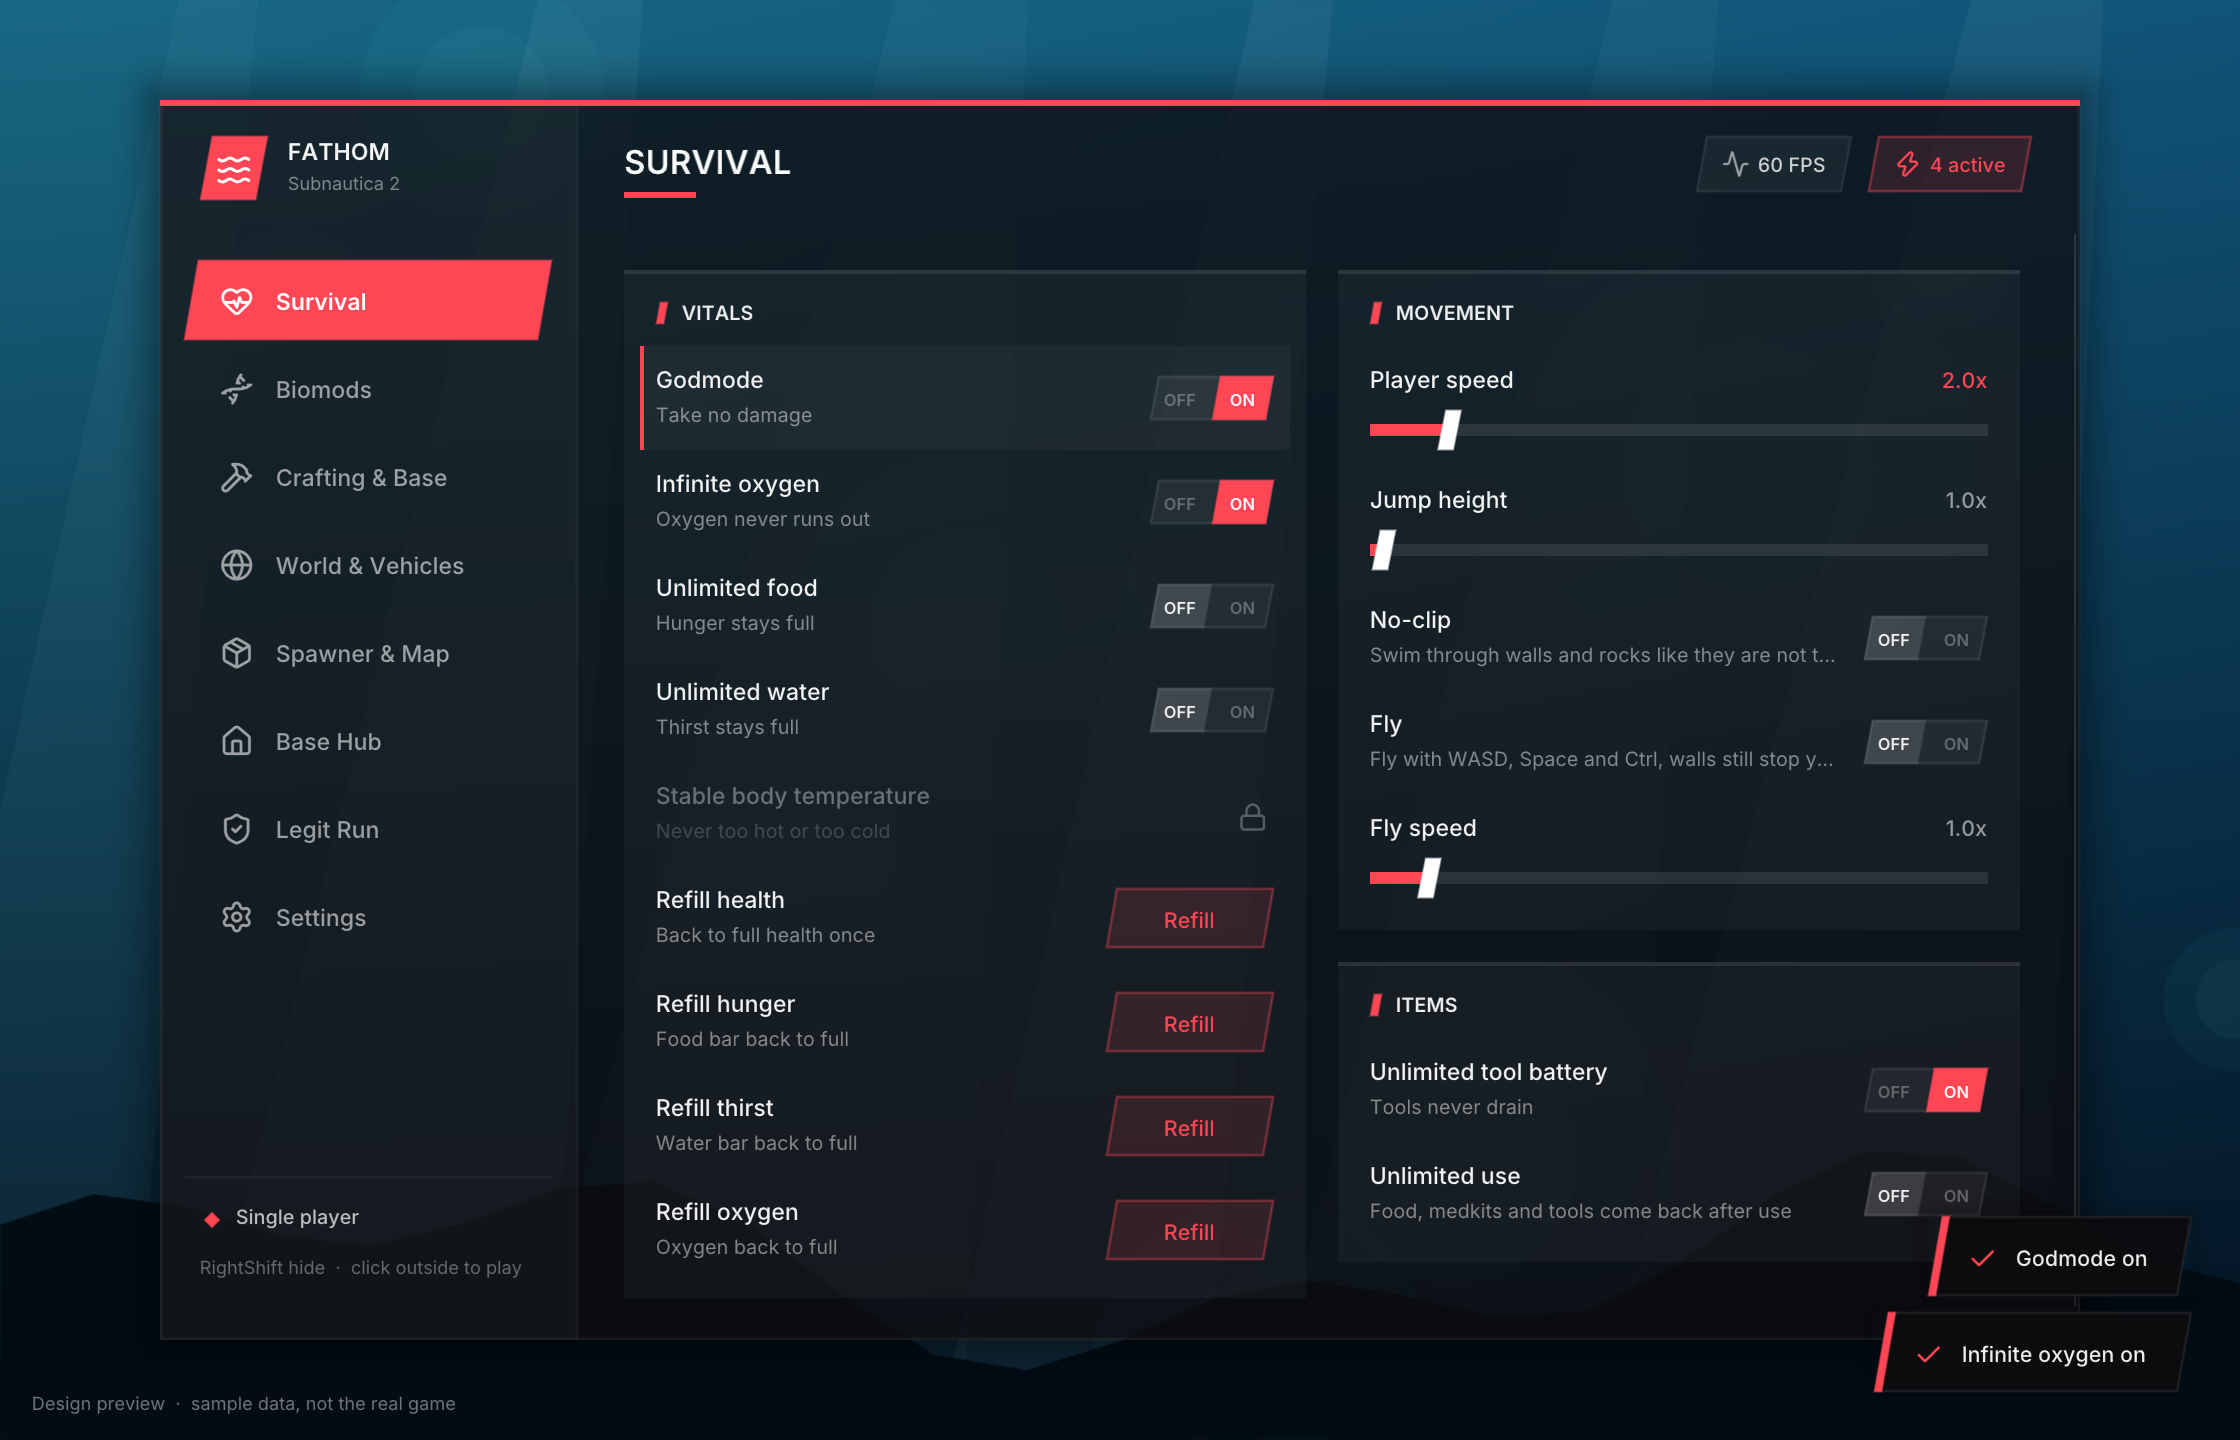 FATHOM
Subnautica 2
Survival
Biomods
Crafting & Base
World & Vehicles
Spawner & Map
Base Hub
Legit Run
Settings
Single player
RightShift hide · click outside to play
SURVIVAL
60 FPS
4 active
VITALS
Godmode
Take no damage
OFF ON
Infinite oxygen
Oxygen never runs out
OFF ON
Unlimited food
Hunger stays full
OFF ON
Unlimited water
Thirst stays full
OFF ON
Stable body temperature
Never too hot or too cold
Refill health
Back to full health once
Refill
Refill hunger
Food bar back to full
Refill
Refill thirst
Water bar back to full
Refill
Refill oxygen
Oxygen back to full
Refill
MOVEMENT
Player speed 2.0x
Jump height 1.0x
No-clip
Swim through walls and rocks like they are not t...
OFF ON
Fly
Fly with WASD, Space and Ctrl, walls still stop y...
OFF ON
Fly speed 1.0x
ITEMS
Unlimited tool battery
Tools never drain
OFF ON
Unlimited use
Food, medkits and tools come back after use
OFF ON
Godmode on
Infinite oxygen on
Design preview · sample data, not the real game